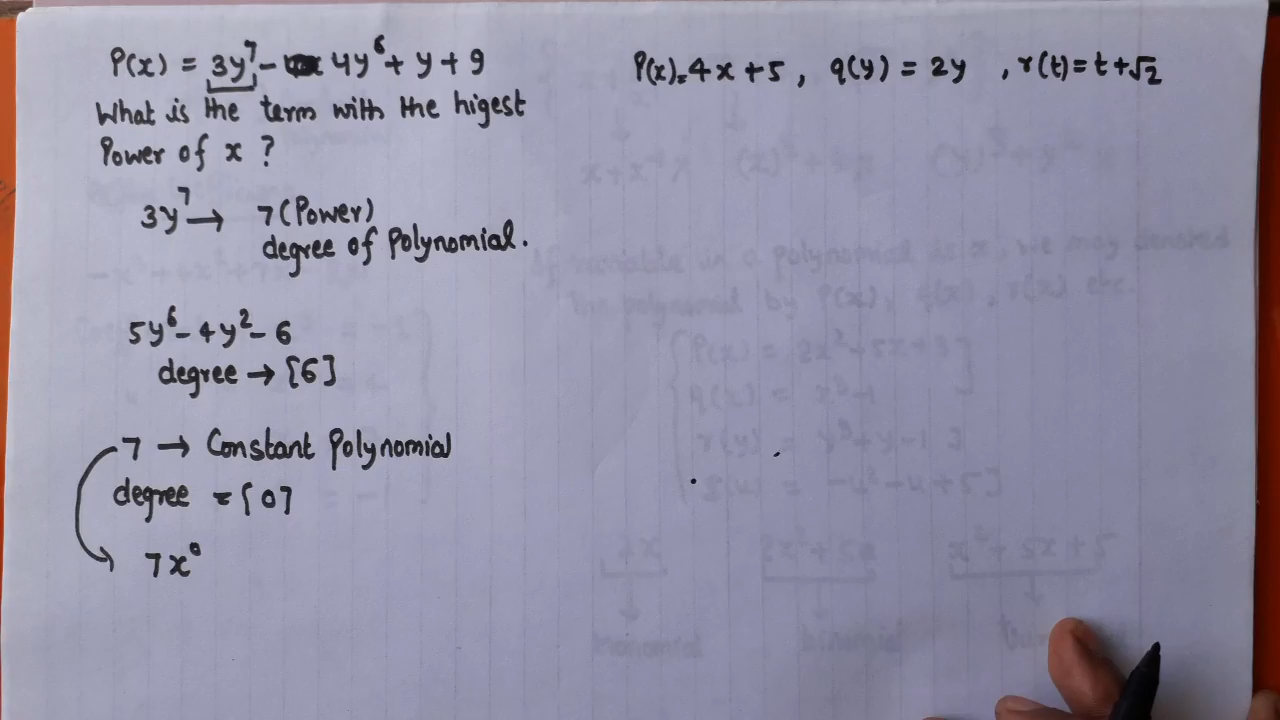 P(x) = 3y⁷ - 4y⁶ + y + 9
What is the term with the higest
Power of x ?
3y⁷ → 7 (Power)
degree of Polynomial.
5y⁶ - 4y² - 6
degree → [6]
7 → Constant Polynomial
degree = [0]
7x⁰
P(x) = 4x + 5 , q(y) = 2y , r(t) = t + √2